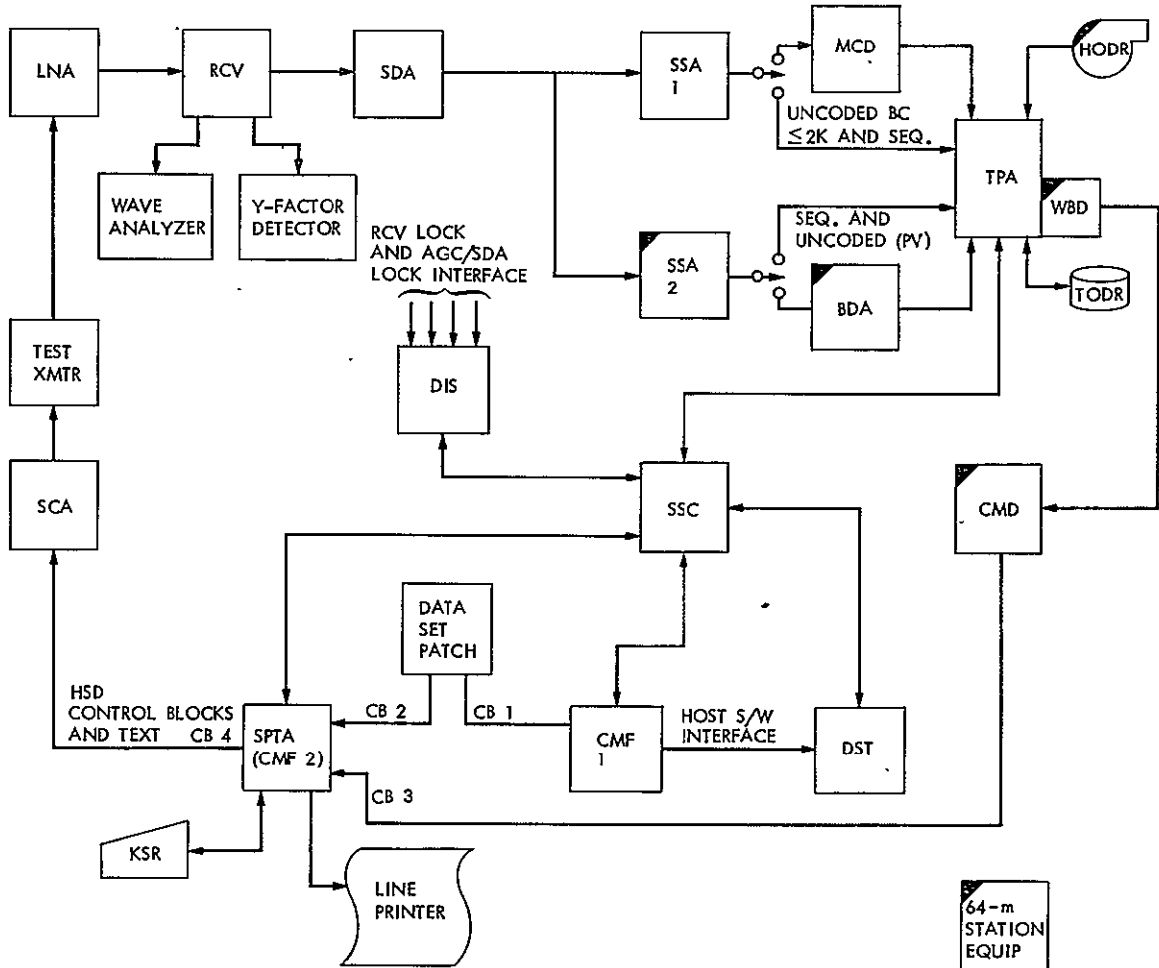 LNA
RCV
SDA
SSA
1
MCD
HODR
UNCODED BC
≤2K AND SEQ.
TPA
WBD
WAVE
ANALYZER
Y-FACTOR
DETECTOR
RCV LOCK
AND AGC/SDA
LOCK INTERFACE
SEQ. AND
UNCODED (PV)
SSA
2
BDA
TODR
TEST
XMTR
DIS
SCA
SSC
CMD
DATA
SET
PATCH
HSD
CONTROL BLOCKS
AND TEXT CB 4
SPTA
(CMF 2)
CB 2
CB 1
CMF
1
HOST S/W
INTERFACE
DST
CB 3
KSR
LINE
PRINTER
64-m
STATION
EQUIP